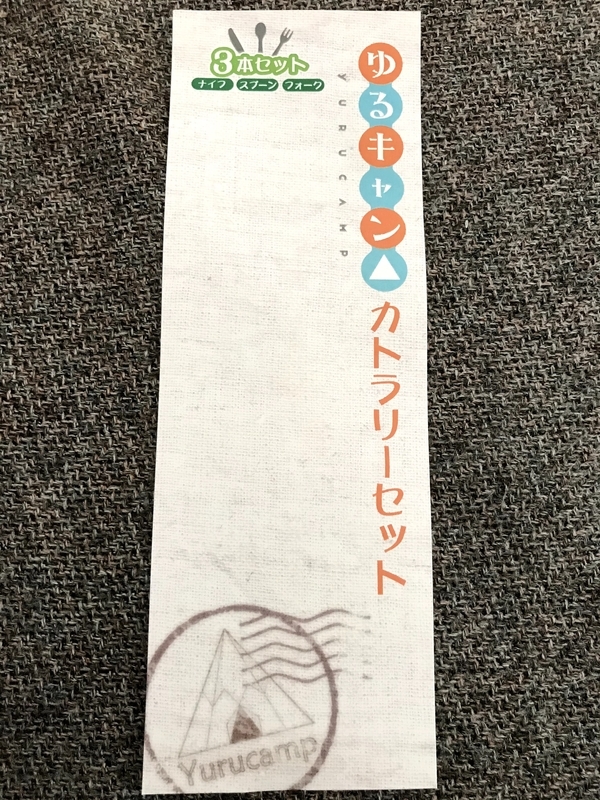 ゆるキャン△ カトラリーセット
YURUCAMP
3本セット
ナイフ スプーン フォーク
Yurucamp